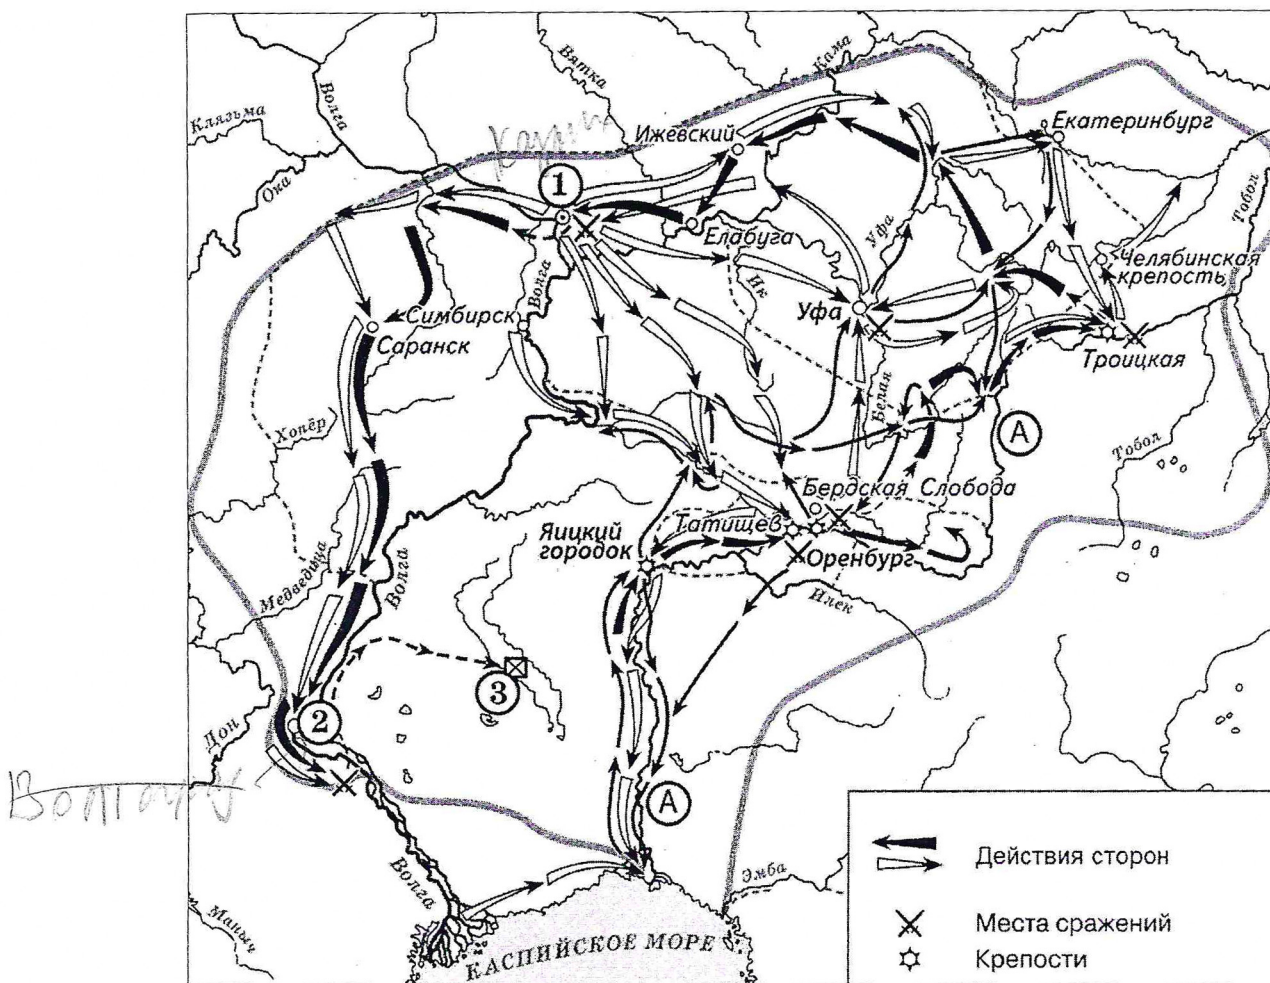 Кама
Вятка
Волга
Клязьма
Ижевский
Екатеринбург
Ока
1
Елабуга
Уфа
Тобол
Челябинская
крепость
Волга
Ик
Симбирск
Уфа
Саранск
Троицкая
Белая
Хопёр
А
Тобол
Бердская Слобода
Татищев
Яицкий
городок
Оренбург
Медведица
Волга
Илек
3
2
Дон
А
Действия сторон
Эмба
Волга
Маныч
Места сражений
КАСПИЙСКОЕ МОРЕ
Крепости